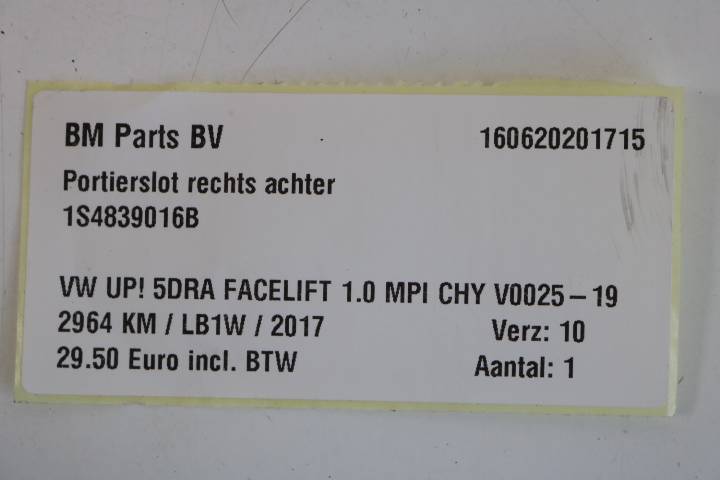 BM Parts BV 160620201715
Portierslot rechts achter
1S4839016B
VW UP! 5DRA FACELIFT 1.0 MPI CHY V0025-19
2964 KM / LB1W / 2017 Verz: 10
29.50 Euro incl. BTW Aantal: 1